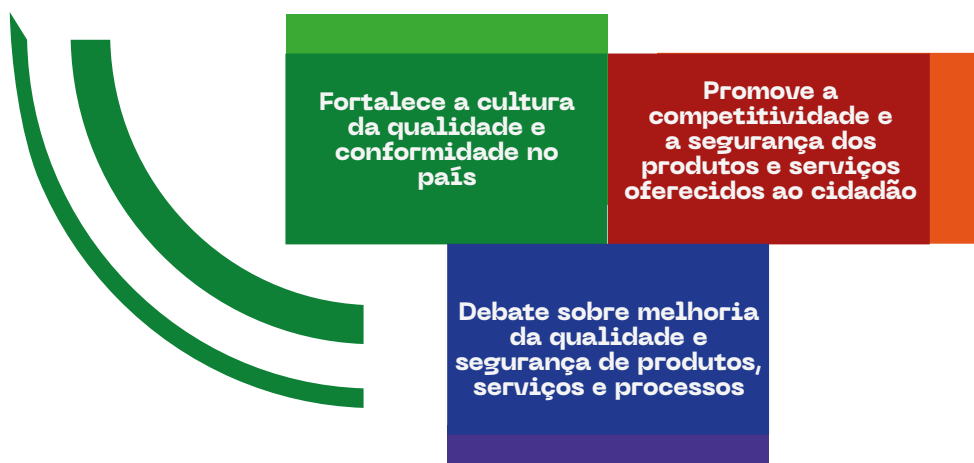 Fortalece a cultura
da qualidade e
conformidade no
país
Promove a
competitividade e
a segurança dos
produtos e serviços
oferecidos ao cidadão
Debate sobre melhoria
da qualidade e
segurança de produtos,
serviços e processos